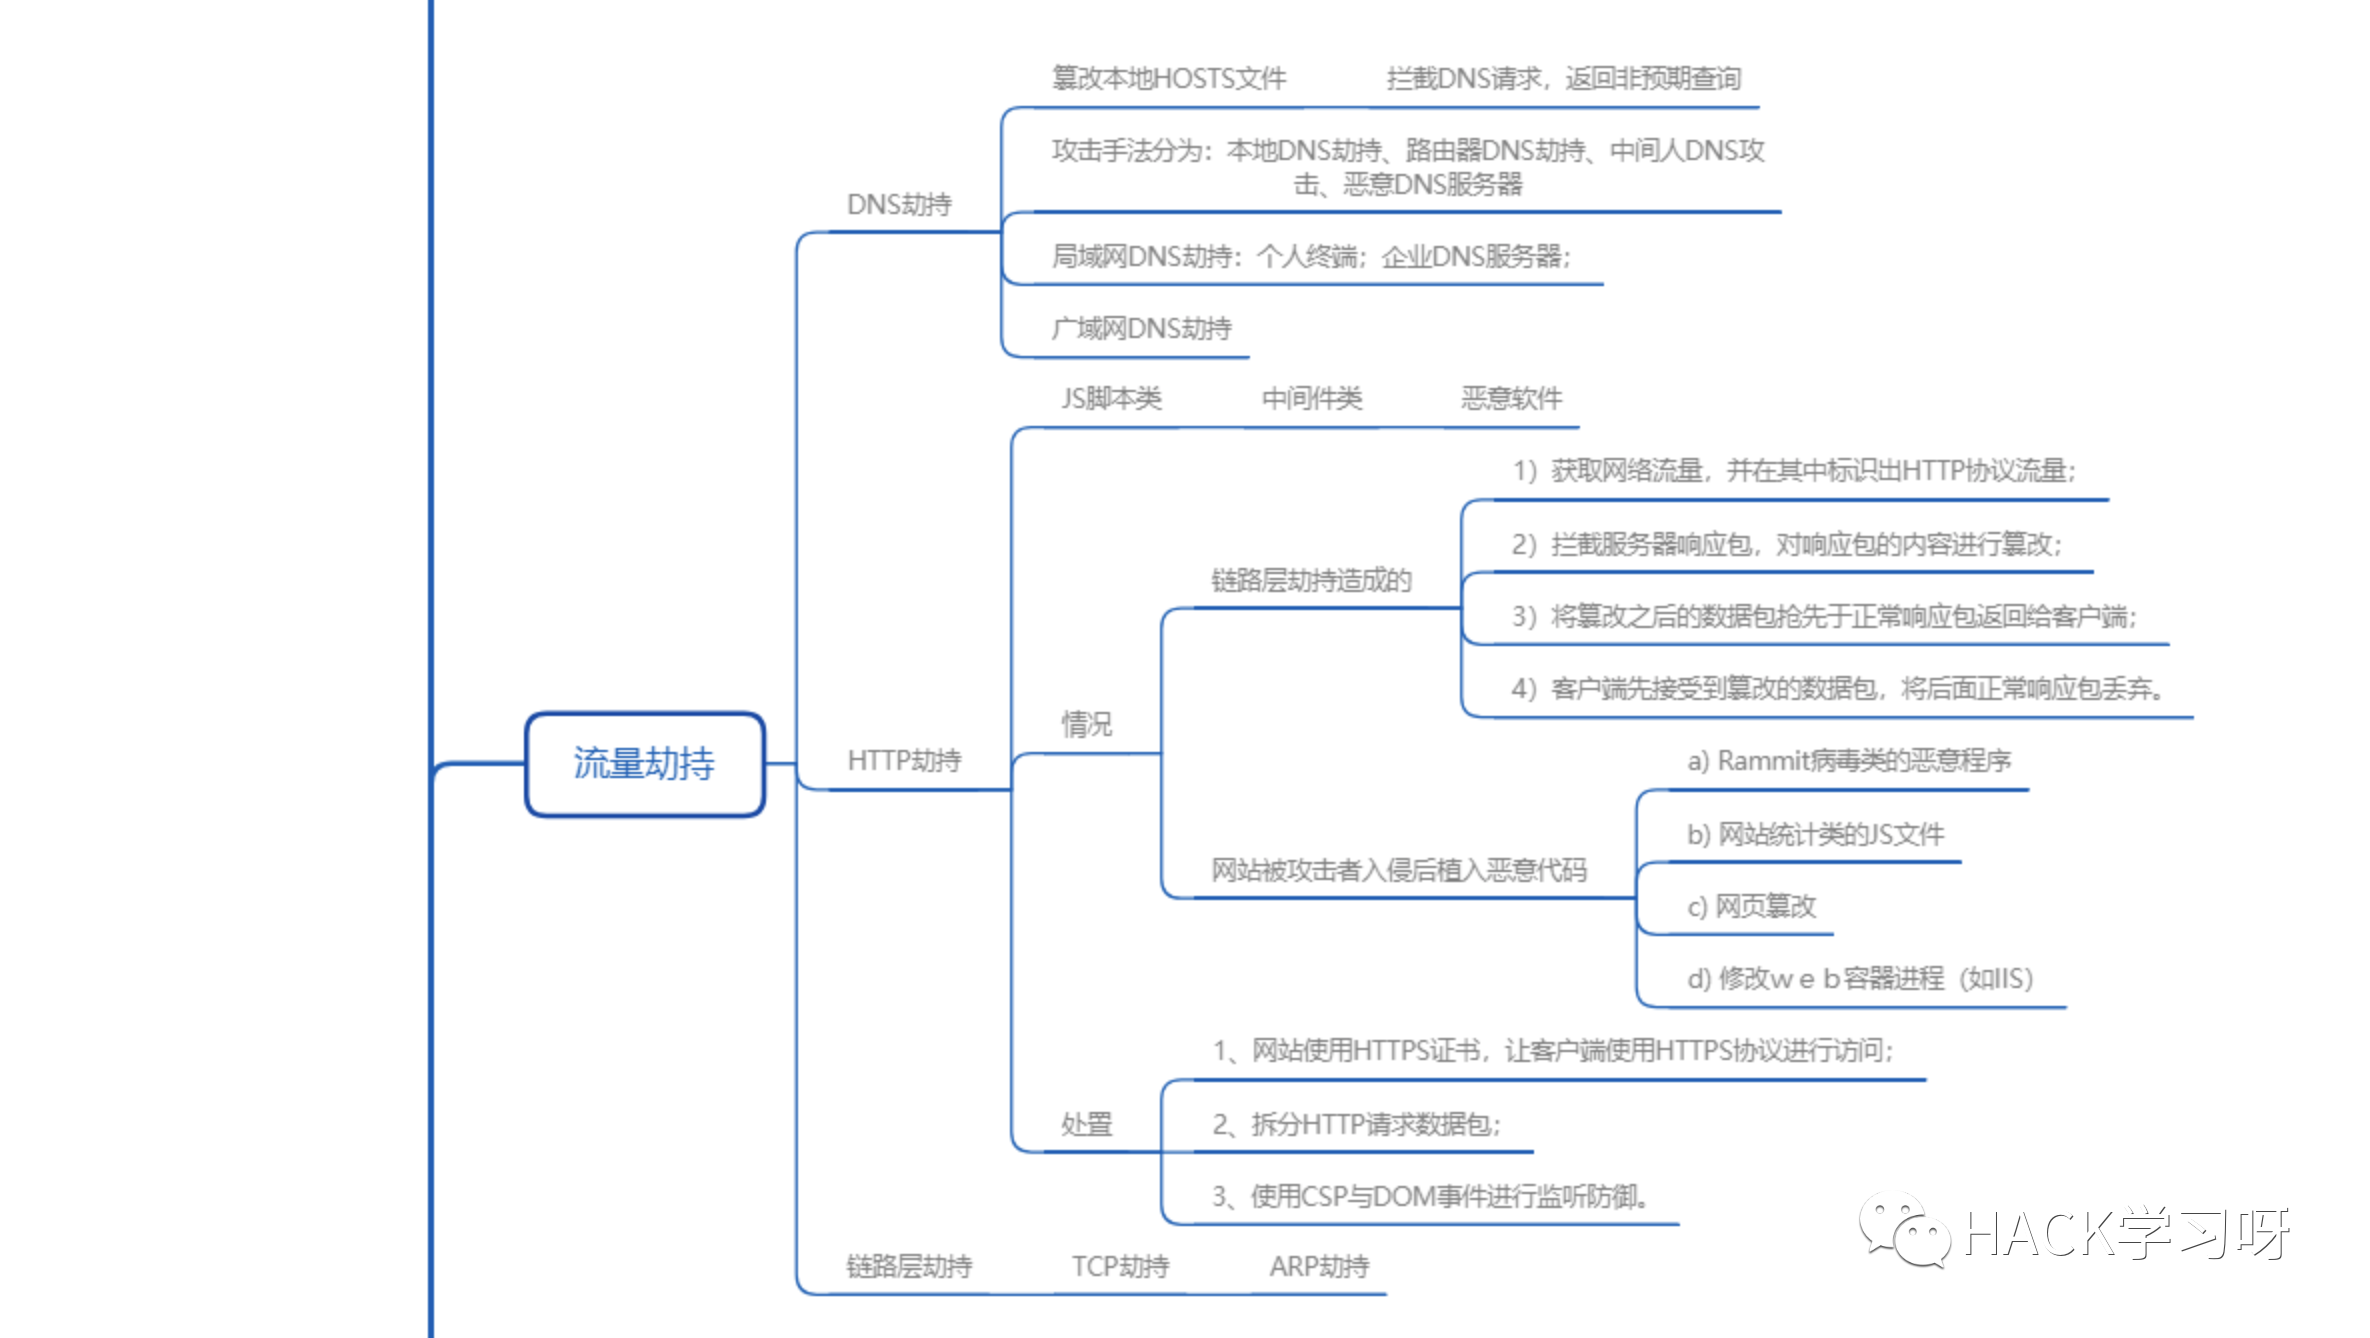 篡改本地HOSTS文件
拦截DNS请求，返回非预期查询
攻击手法分为：本地DNS劫持、路由器DNS劫持、中间人DNS攻
击、恶意DNS服务器
DNS劫持
局域网DNS劫持：个人终端；企业DNS服务器；
广域网DNS劫持
JS脚本类
中间件类
恶意软件
1）获取网络流量，并在其中标识出HTTP协议流量；
2）拦截服务器响应包，对响应包的内容进行篡改；
链路层劫持造成的
3）将篡改之后的数据包抢先于正常响应包返回给客户端；
4）客户端先接受到篡改的数据包，将后面正常响应包丢弃。
情况
流量劫持
HTTP劫持
a) Rammit病毒类的恶意程序
b) 网站统计类的JS文件
网站被攻击者入侵后植入恶意代码
c) 网页篡改
d) 修改ｗｅｂ容器进程（如IIS）
1、网站使用HTTPS证书，让客户端使用HTTPS协议进行访问；
处置
2、拆分HTTP请求数据包；
3、使用CSP与DOM事件进行监听防御。
链路层劫持
TCP劫持
ARP劫持
HACK学习呀